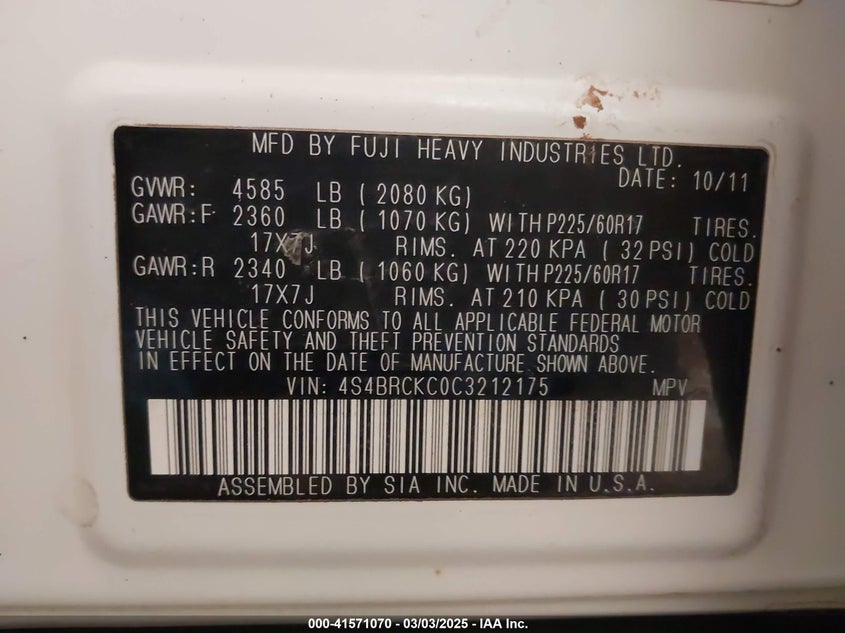 MFD BY FUJI HEAVY INDUSTRIES LTD.
DATE: 10/11
GVWR: 4585 LB ( 2080 KG)
GAWR:F 2360 LB ( 1070 KG) WITH P225/60R17 TIRES.
17X7J RIMS. AT 220 KPA ( 32 PSI) COLD
GAWR:R 2340 LB ( 1060 KG) WITH P225/60R17 TIRES.
17X7J RIMS. AT 210 KPA ( 30 PSI) COLD
THIS VEHICLE CONFORMS TO ALL APPLICABLE FEDERAL MOTOR
VEHICLE SAFETY AND THEFT PREVENTION STANDARDS
IN EFFECT ON THE DATE OF MANUFACTURE SHOWN ABOVE.
VIN: 4S4BRCKC0C3212175 MPV
ASSEMBLED BY SIA INC. MADE IN U.S.A.
000-41571070 - 03/03/2025 - IAA Inc.